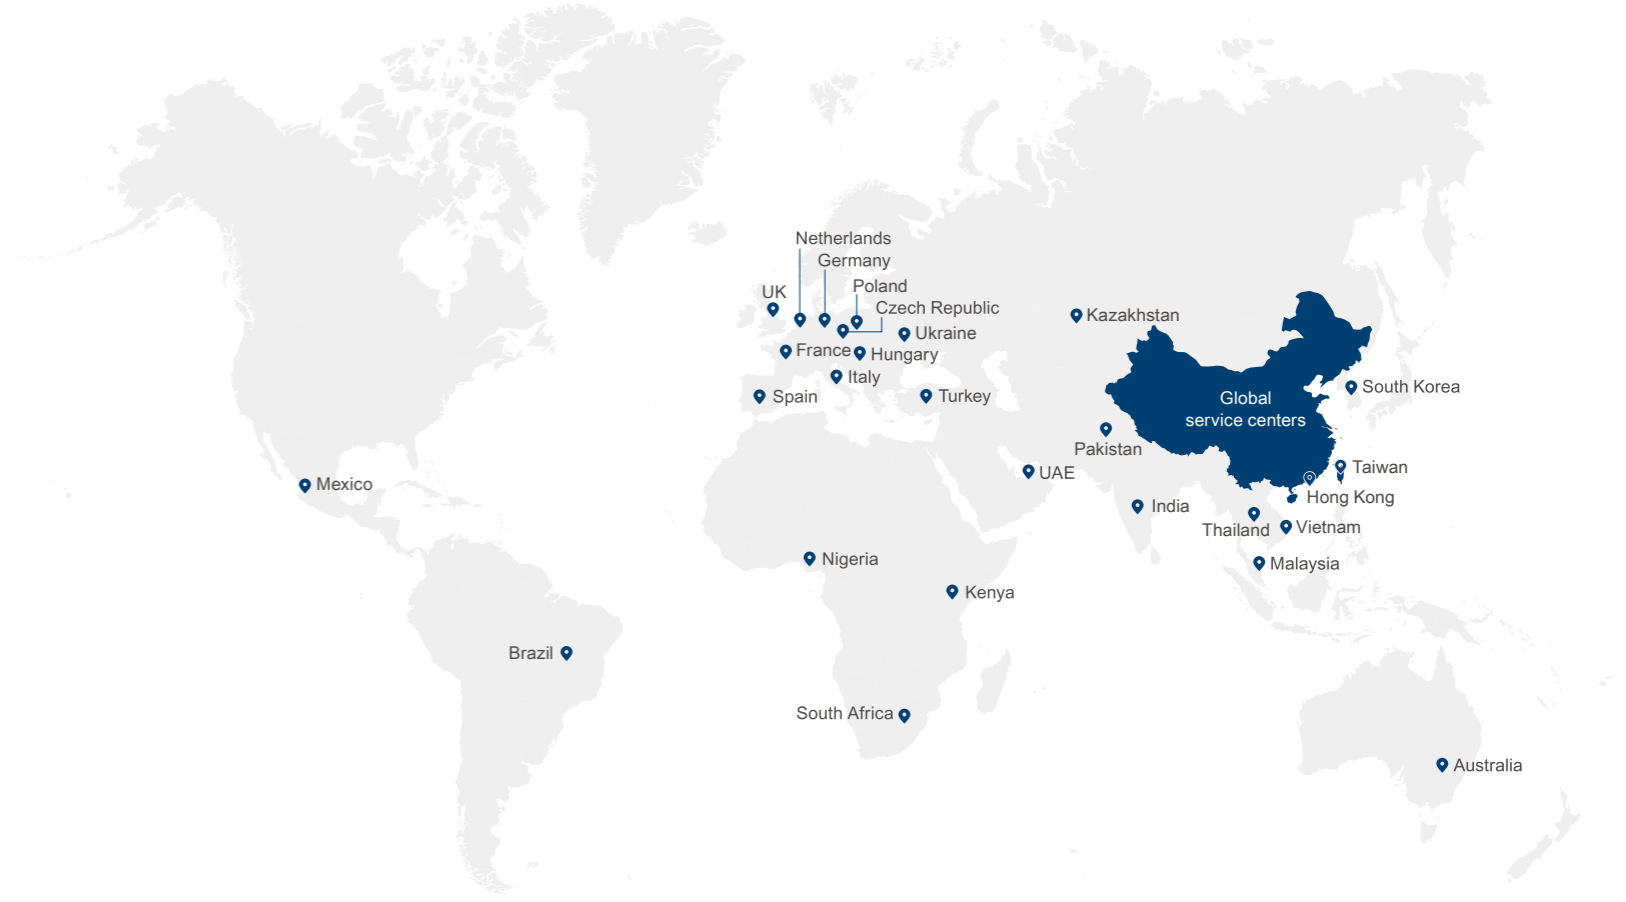 Netherlands
Germany
Poland
UK
Czech Republic
Kazakhstan
Ukraine
France
Hungary
Italy
South Korea
Spain
Turkey
Global
service centers
Pakistan
Taiwan
UAE
Mexico
Hong Kong
India
Thailand
Vietnam
Nigeria
Malaysia
Kenya
Brazil
South Africa
Australia